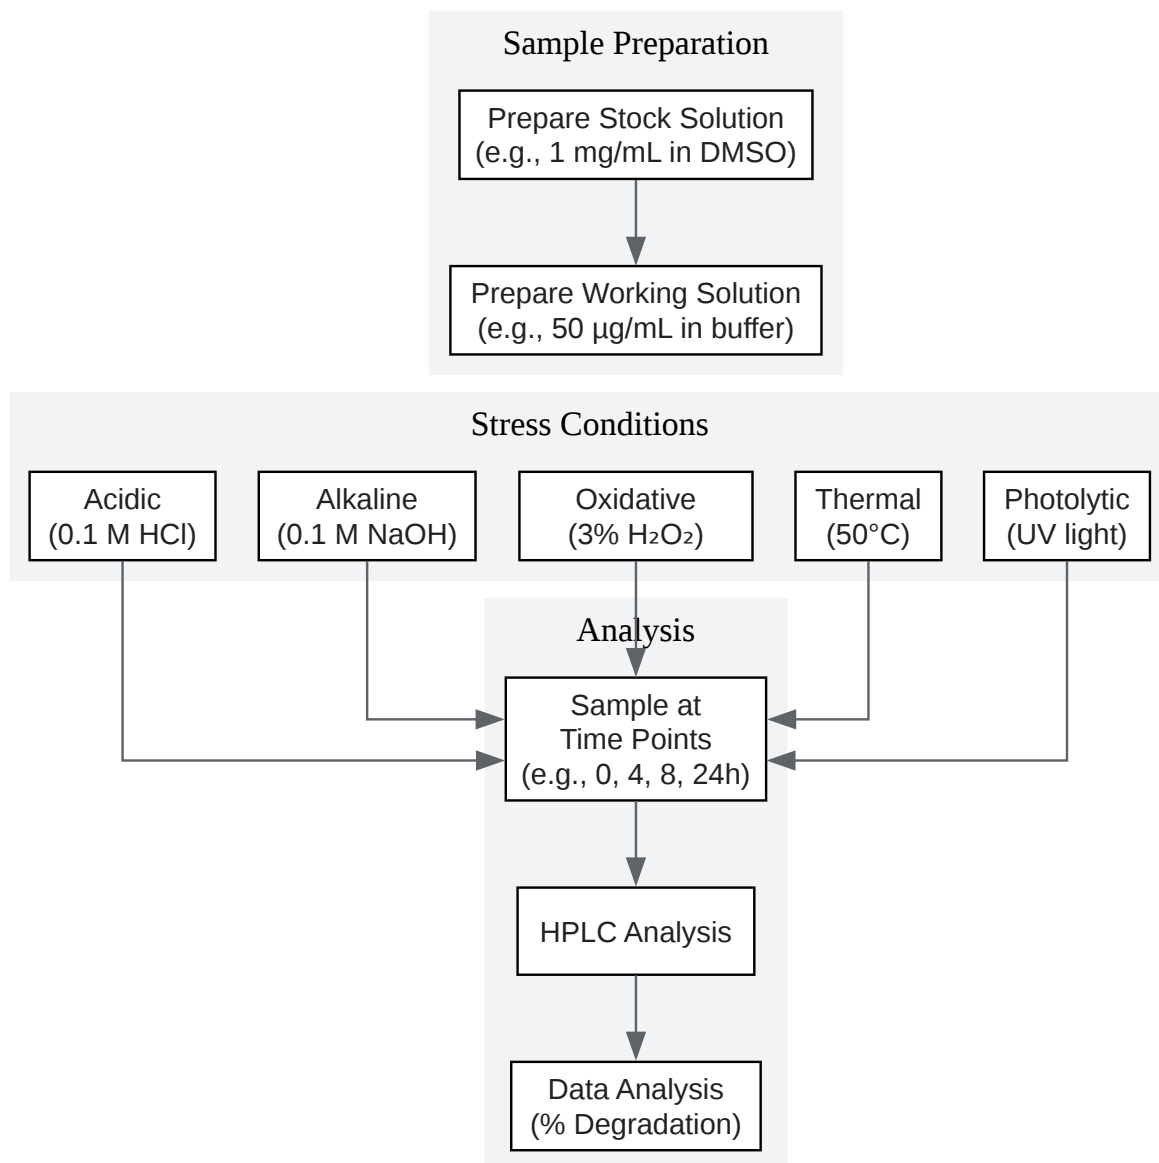 Sample Preparation
Prepare Stock Solution
(e.g., 1 mg/mL in DMSO)
Prepare Working Solution
(e.g., 50 µg/mL in buffer)
Stress Conditions
Acidic
(0.1 M HCl)
Alkaline
(0.1 M NaOH)
Oxidative
(3% H₂O₂)
Thermal
(50°C)
Photolytic
(UV light)
Analysis
Sample at
Time Points
(e.g., 0, 4, 8, 24h)
HPLC Analysis
Data Analysis
(% Degradation)